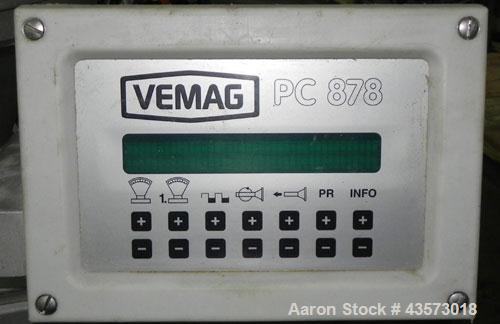 VEMAG PC 878
1. PR INFO
+ + + + + + +
- - - - - - -
Aaron Stock # 43573018